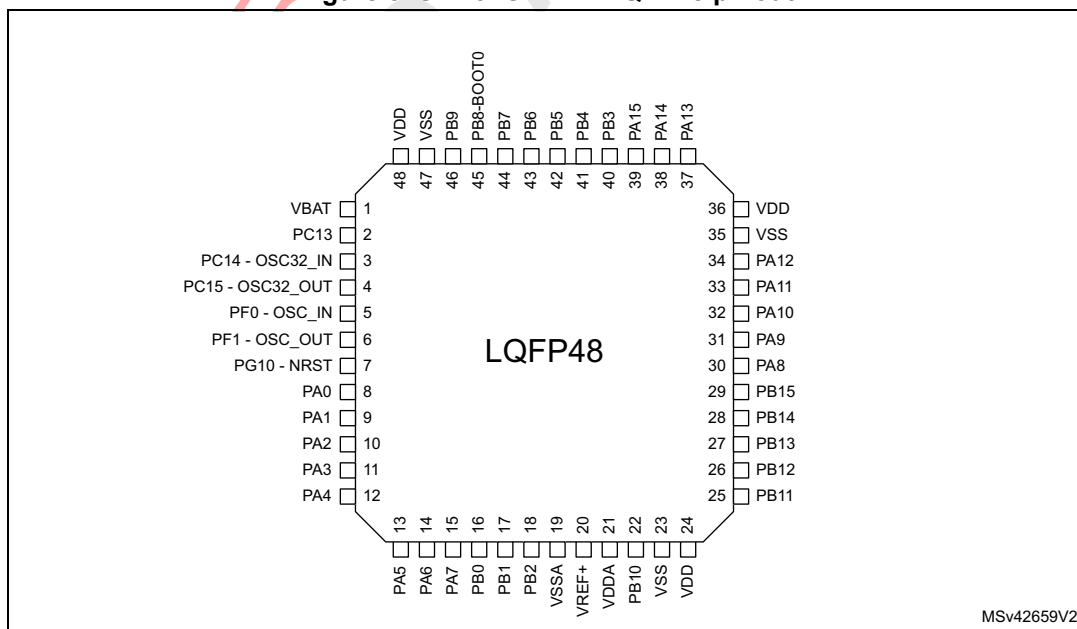 VDD
VSS
PB9
PB8-BOOT0
PB7
PB6
PB5
PB4
PB3
PA15
PA14
PA13
48
47
46
45
44
43
42
41
40
39
38
37
VBAT 1
PC13 2
PC14 - OSC32_IN 3
PC15 - OSC32_OUT 4
PF0 - OSC_IN 5
PF1 - OSC_OUT 6
PG10 - NRST 7
PA0 8
PA1 9
PA2 10
PA3 11
PA4 12
LQFP48
36 VDD
35 VSS
34 PA12
33 PA11
32 PA10
31 PA9
30 PA8
29 PB15
28 PB14
27 PB13
26 PB12
25 PB11
13
14
15
16
17
18
19
20
21
22
23
24
PA5
PA6
PA7
PB0
PB1
PB2
VSSA
VREF+
VDDA
PB10
VSS
VDD
MSv42659V2